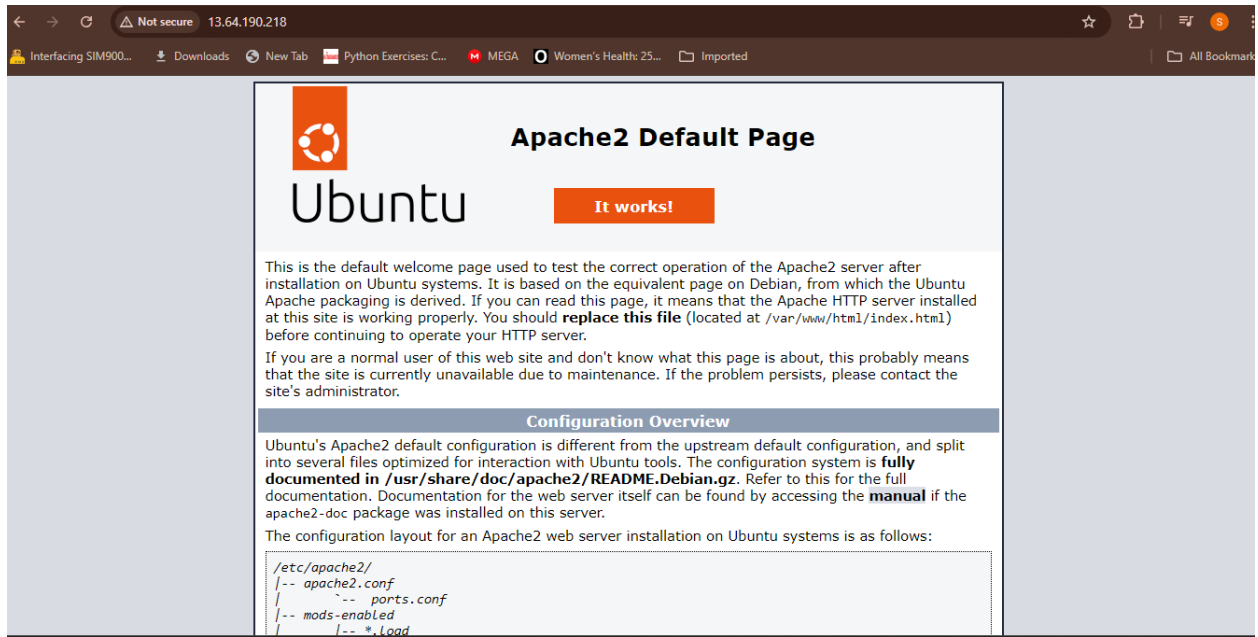 Not secure 13.64.190.218
S
Interfacing SIM900... Downloads New Tab Python Exercises: C... MEGA Women's Health: 25... Imported All Bookmark
Apache2 Default Page
Ubuntu
It works!
This is the default welcome page used to test the correct operation of the Apache2 server after
installation on Ubuntu systems. It is based on the equivalent page on Debian, from which the Ubuntu
Apache packaging is derived. If you can read this page, it means that the Apache HTTP server installed
at this site is working properly. You should replace this file (located at /var/www/html/index.html)
before continuing to operate your HTTP server.
If you are a normal user of this web site and don't know what this page is about, this probably means
that the site is currently unavailable due to maintenance. If the problem persists, please contact the
site's administrator.
Configuration Overview
Ubuntu's Apache2 default configuration is different from the upstream default configuration, and split
into several files optimized for interaction with Ubuntu tools. The configuration system is fully
documented in /usr/share/doc/apache2/README.Debian.gz. Refer to this for the full
documentation. Documentation for the web server itself can be found by accessing the manual if the
apache2-doc package was installed on this server.
The configuration layout for an Apache2 web server installation on Ubuntu systems is as follows:
/etc/apache2/
|-- apache2.conf
| `-- ports.conf
|-- mods-enabled
| |-- *.load